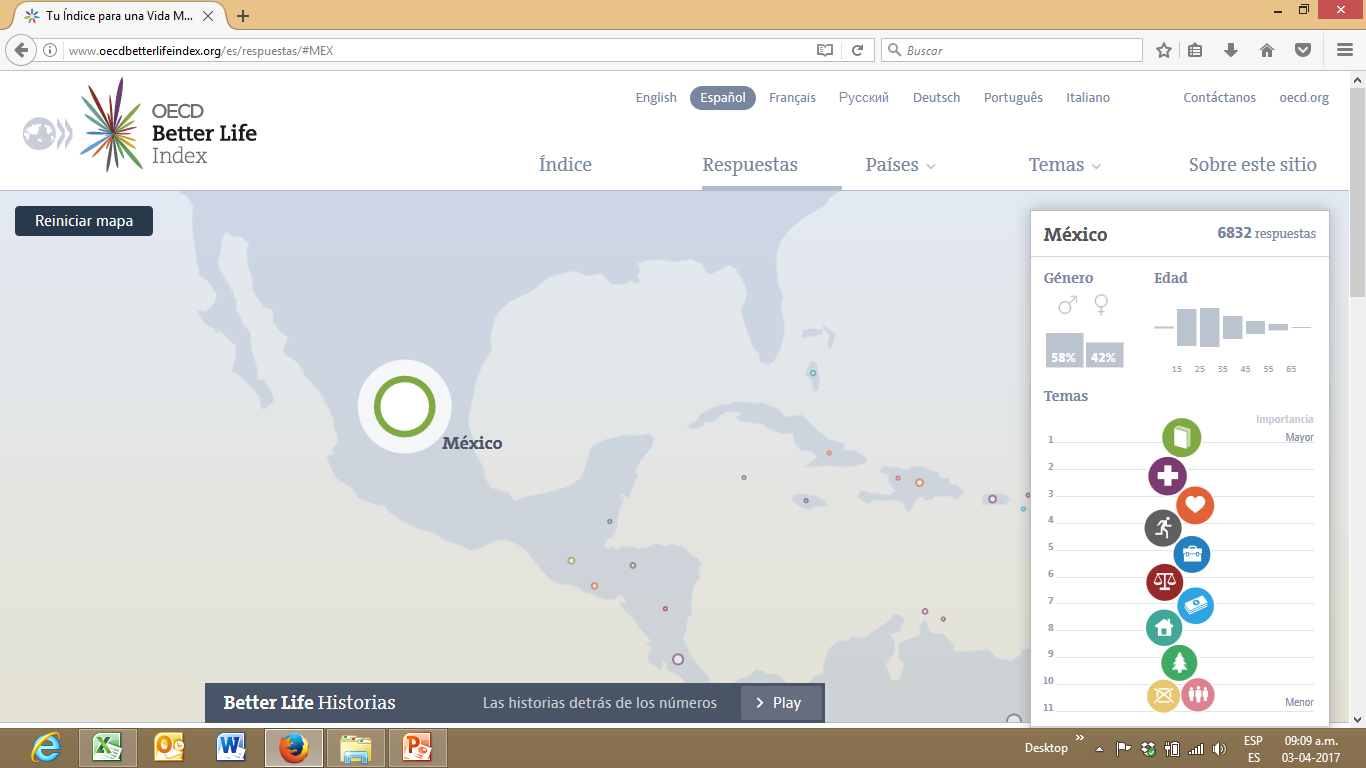 Tu Índice para una Vida M...
www.oecdbetterlifeindex.org/es/respuestas/#MEX
Buscar
English Español Français Русский Deutsch Português Italiano Contáctanos oecd.org
OECD
Better Life
Index
Índice Respuestas Países Temas Sobre este sitio
Reiniciar mapa
México
México 6832 respuestas
Género Edad
58% 42%
15 25 35 45 55 65
Temas
Importancia
1 Mayor
2
3
4
5
6
7
8
9
10
11 Menor
Better Life Historias Las historias detrás de los números Play
Desktop
ESP
ES
09:09 a.m.
03-04-2017